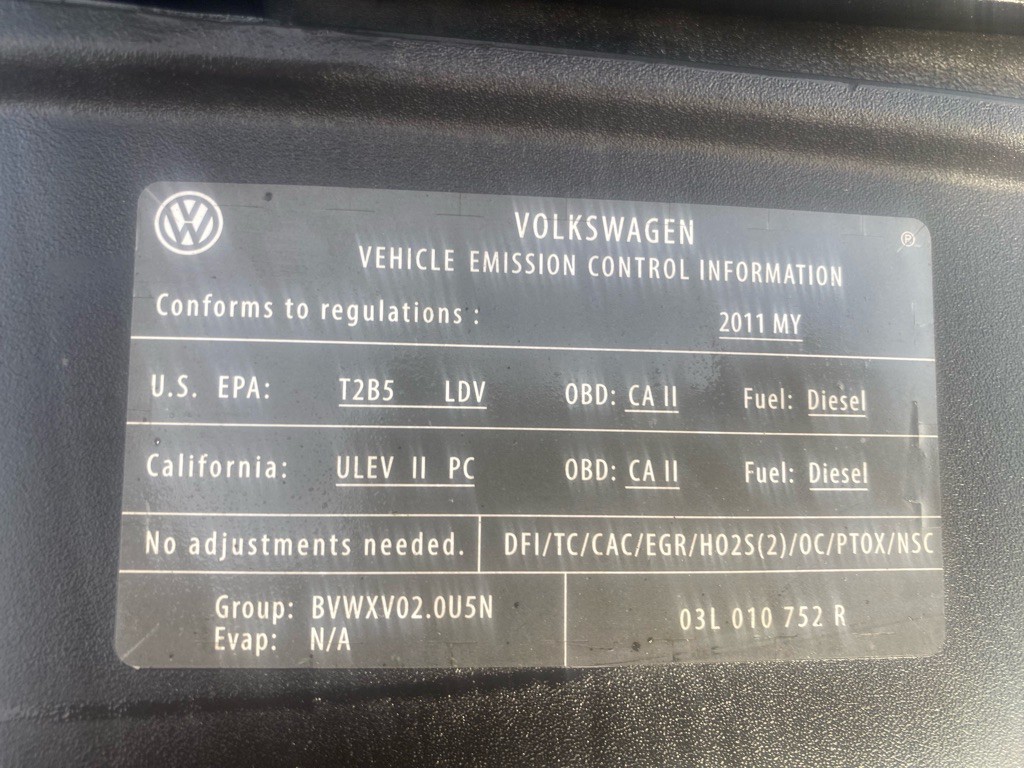 VW
VOLKSWAGEN
®
VEHICLE EMISSION CONTROL INFORMATION
Conforms to regulations : 2011 MY
U.S. EPA: T2B5 LDV OBD: CA II Fuel: Diesel
California: ULEV II PC OBD: CA II Fuel: Diesel
No adjustments needed. DFI/TC/CAC/EGR/HO2S(2)/OC/PTOX/NSC
Group: BVWXV02.0U5N
Evap: N/A
03L 010 752 R